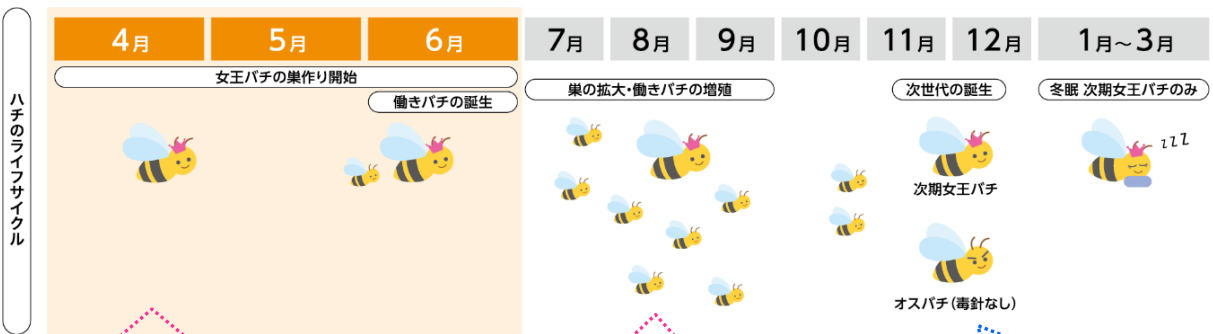 ハチのライフサイクル
4月
5月
6月
7月
8月
9月
10月
11月
12月
1月~3月
女王バチの巣作り開始
働きバチの誕生
巣の拡大・働きバチの増殖
次世代の誕生
冬眠 次期女王バチのみ
zzz
次期女王バチ
オスバチ(毒針なし)